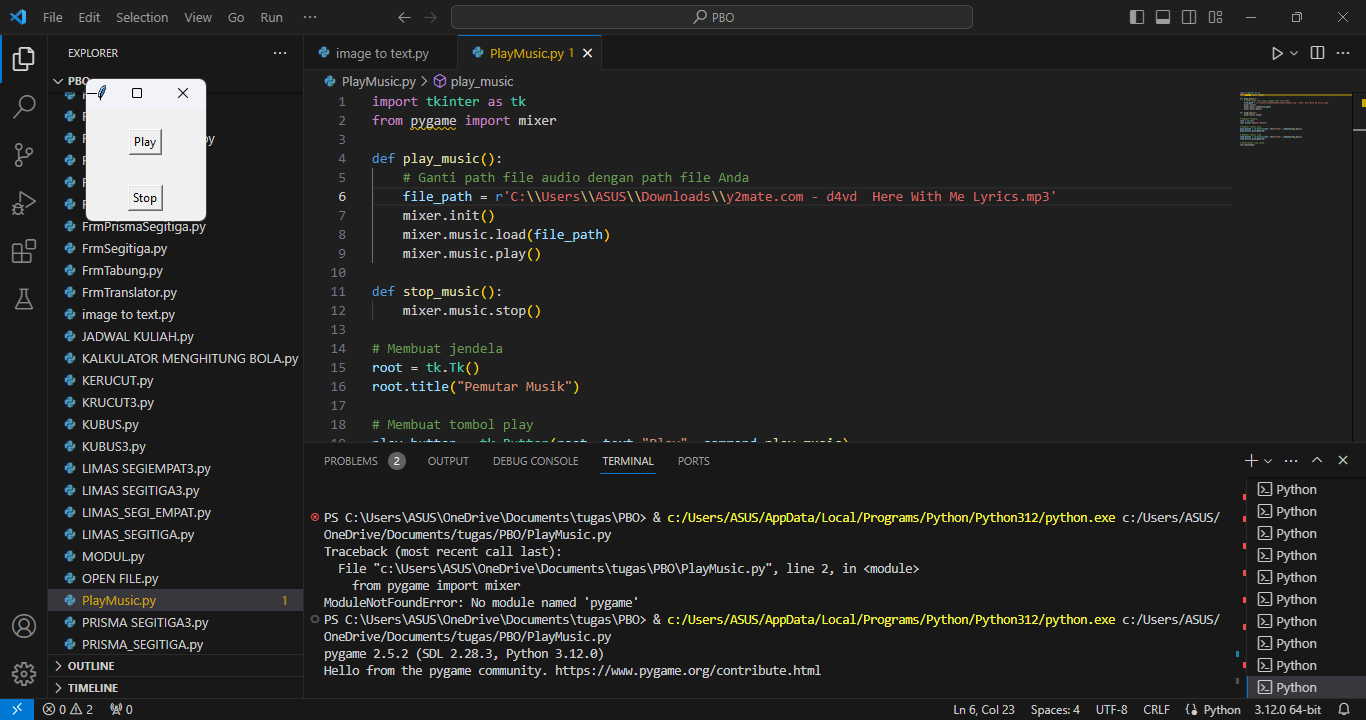 File Edit Selection View Go Run ··· PBO
EXPLORER ···
PBO
Play
Stop
FrmPrismaSegitiga.py
FrmSegitiga.py
FrmTabung.py
FrmTranslator.py
image to text.py
JADWAL KULIAH.py
KALKULATOR MENGHITUNG BOLA.py
KERUCUT.py
KRUCUT3.py
KUBUS.py
KUBUS3.py
LIMAS SEGIEMPAT3.py
LIMAS SEGITIGA3.py
LIMAS_SEGI_EMPAT.py
LIMAS_SEGITIGA.py
MODUL.py
OPEN FILE.py
PlayMusic.py 1
PRISMA SEGITIGA3.py
PRISMA_SEGITIGA.py
OUTLINE
TIMELINE
image to text.py PlayMusic.py 1
PlayMusic.py > play_music
1 import tkinter as tk
2 from pygame import mixer
3
4 def play_music():
5 # Ganti path file audio dengan path file Anda
6 file_path = r'C:\\Users\\ASUS\\Downloads\\y2mate.com - d4vd  Here With Me Lyrics.mp3'
7 mixer.init()
8 mixer.music.load(file_path)
9 mixer.music.play()
10
11 def stop_music():
12 mixer.music.stop()
13
14 # Membuat jendela
15 root = tk.Tk()
16 root.title("Pemutar Musik")
17
18 # Membuat tombol play
19 play_button = tk.Button(root, text="Play", command=play_music)
PROBLEMS 2 OUTPUT DEBUG CONSOLE TERMINAL PORTS
PS C:\Users\ASUS\OneDrive\Documents\tugas\PBO> & c:/Users/ASUS/AppData/Local/Programs/Python/Python312/python.exe c:/Users/ASUS/
OneDrive/Documents/tugas/PBO/PlayMusic.py
Traceback (most recent call last):
File "c:\Users\ASUS\OneDrive\Documents\tugas\PBO\PlayMusic.py", line 2, in <module>
from pygame import mixer
ModuleNotFoundError: No module named 'pygame'
PS C:\Users\ASUS\OneDrive\Documents\tugas\PBO> & c:/Users/ASUS/AppData/Local/Programs/Python/Python312/python.exe c:/Users/ASUS/
OneDrive/Documents/tugas/PBO/PlayMusic.py
pygame 2.5.2 (SDL 2.28.3, Python 3.12.0)
Hello from the pygame community. https://www.pygame.org/contribute.html
Python
Python
Python
Python
Python
Python
Python
Python
Python
Python
0 2 0 Ln 6, Col 23 Spaces: 4 UTF-8 CRLF Python 3.12.0 64-bit